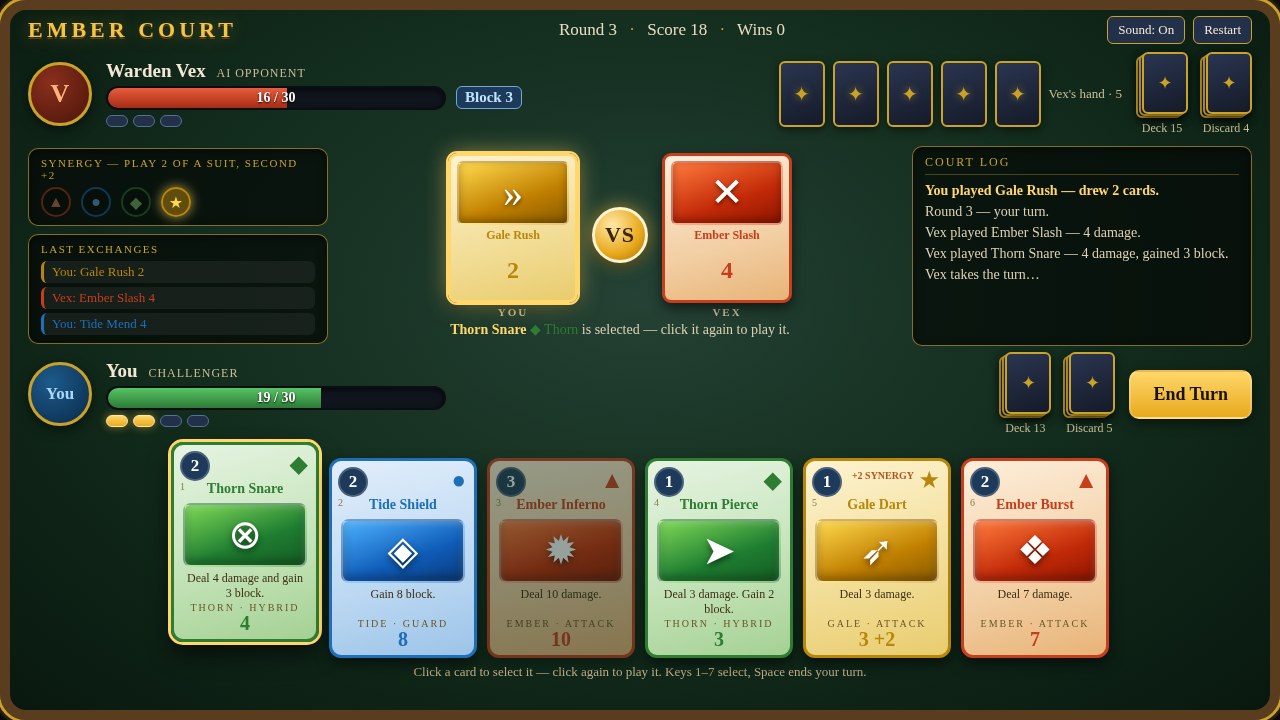 EMBER COURT
Round 3 · Score 18 · Wins 0
Sound: On
Restart
V
Warden Vex AI OPPONENT
16 / 30
Block 3
Vex's hand · 5
Deck 15
Discard 4
SYNERGY — PLAY 2 OF A SUIT, SECOND
+2
LAST EXCHANGES
You: Gale Rush 2
Vex: Ember Slash 4
You: Tide Mend 4
Gale Rush
2
YOU
VS
Ember Slash
4
VEX
Thorn Snare ◆ Thorn is selected — click it again to play it.
COURT LOG
You played Gale Rush — drew 2 cards.
Round 3 — your turn.
Vex played Ember Slash — 4 damage.
Vex played Thorn Snare — 4 damage, gained 3 block.
Vex takes the turn…
You
You CHALLENGER
19 / 30
Deck 13
Discard 5
End Turn
2
1
Thorn Snare
Deal 4 damage and gain
3 block.
THORN · HYBRID
4
2
2
Tide Shield
Gain 8 block.
TIDE · GUARD
8
3
3
Ember Inferno
Deal 10 damage.
EMBER · ATTACK
10
1
4
Thorn Pierce
Deal 3 damage. Gain 2
block.
THORN · HYBRID
3
1
+2 SYNERGY
5
Gale Dart
Deal 3 damage.
GALE · ATTACK
3 +2
2
6
Ember Burst
Deal 7 damage.
EMBER · ATTACK
7
Click a card to select it — click again to play it. Keys 1–7 select, Space ends your turn.